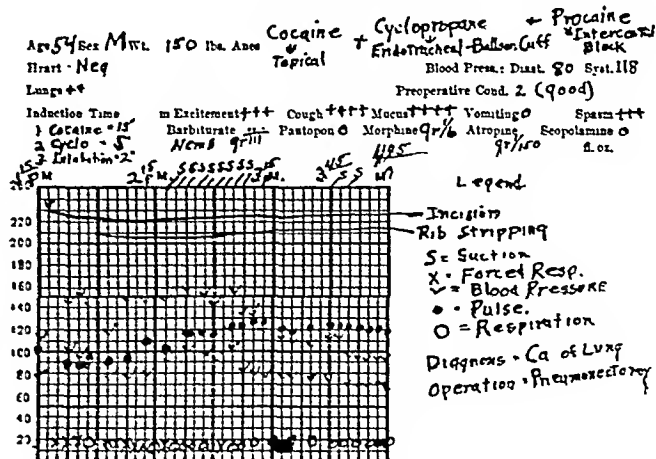 Age 54 Sex M Wt. 150 lbs. Anes Cocaine Topical + Cyclopropane Endotracheal-Balloon Cuff + Procaine Intercostal Block
Heart - Neg Blood Press.: Diast. 80 Syst. 118
Lungs ++ Preoperative Cond. 2 (good)
Induction Time m Excitement +++ Cough ++++ Mucus ++++ Vomiting 0 Spasm +++
1 Cocaine = 15" Barbiturate Nemb gr iii Pantopon 0 Morphine gr 1/6 Atropine gr 1/150 Scopolamine 0
2 Cyclo = 5" fl. oz.
3 Intubation = 2"
Legend
Incision
Rib Stripping
S = Suction
X = Forced Resp.
v = Blood Pressure
• = Pulse.
O = Respiration
Diagnosis = Ca of Lung
Operation = Pneumonectomy
220
200
180
160
140
120
100
80
60
40
20